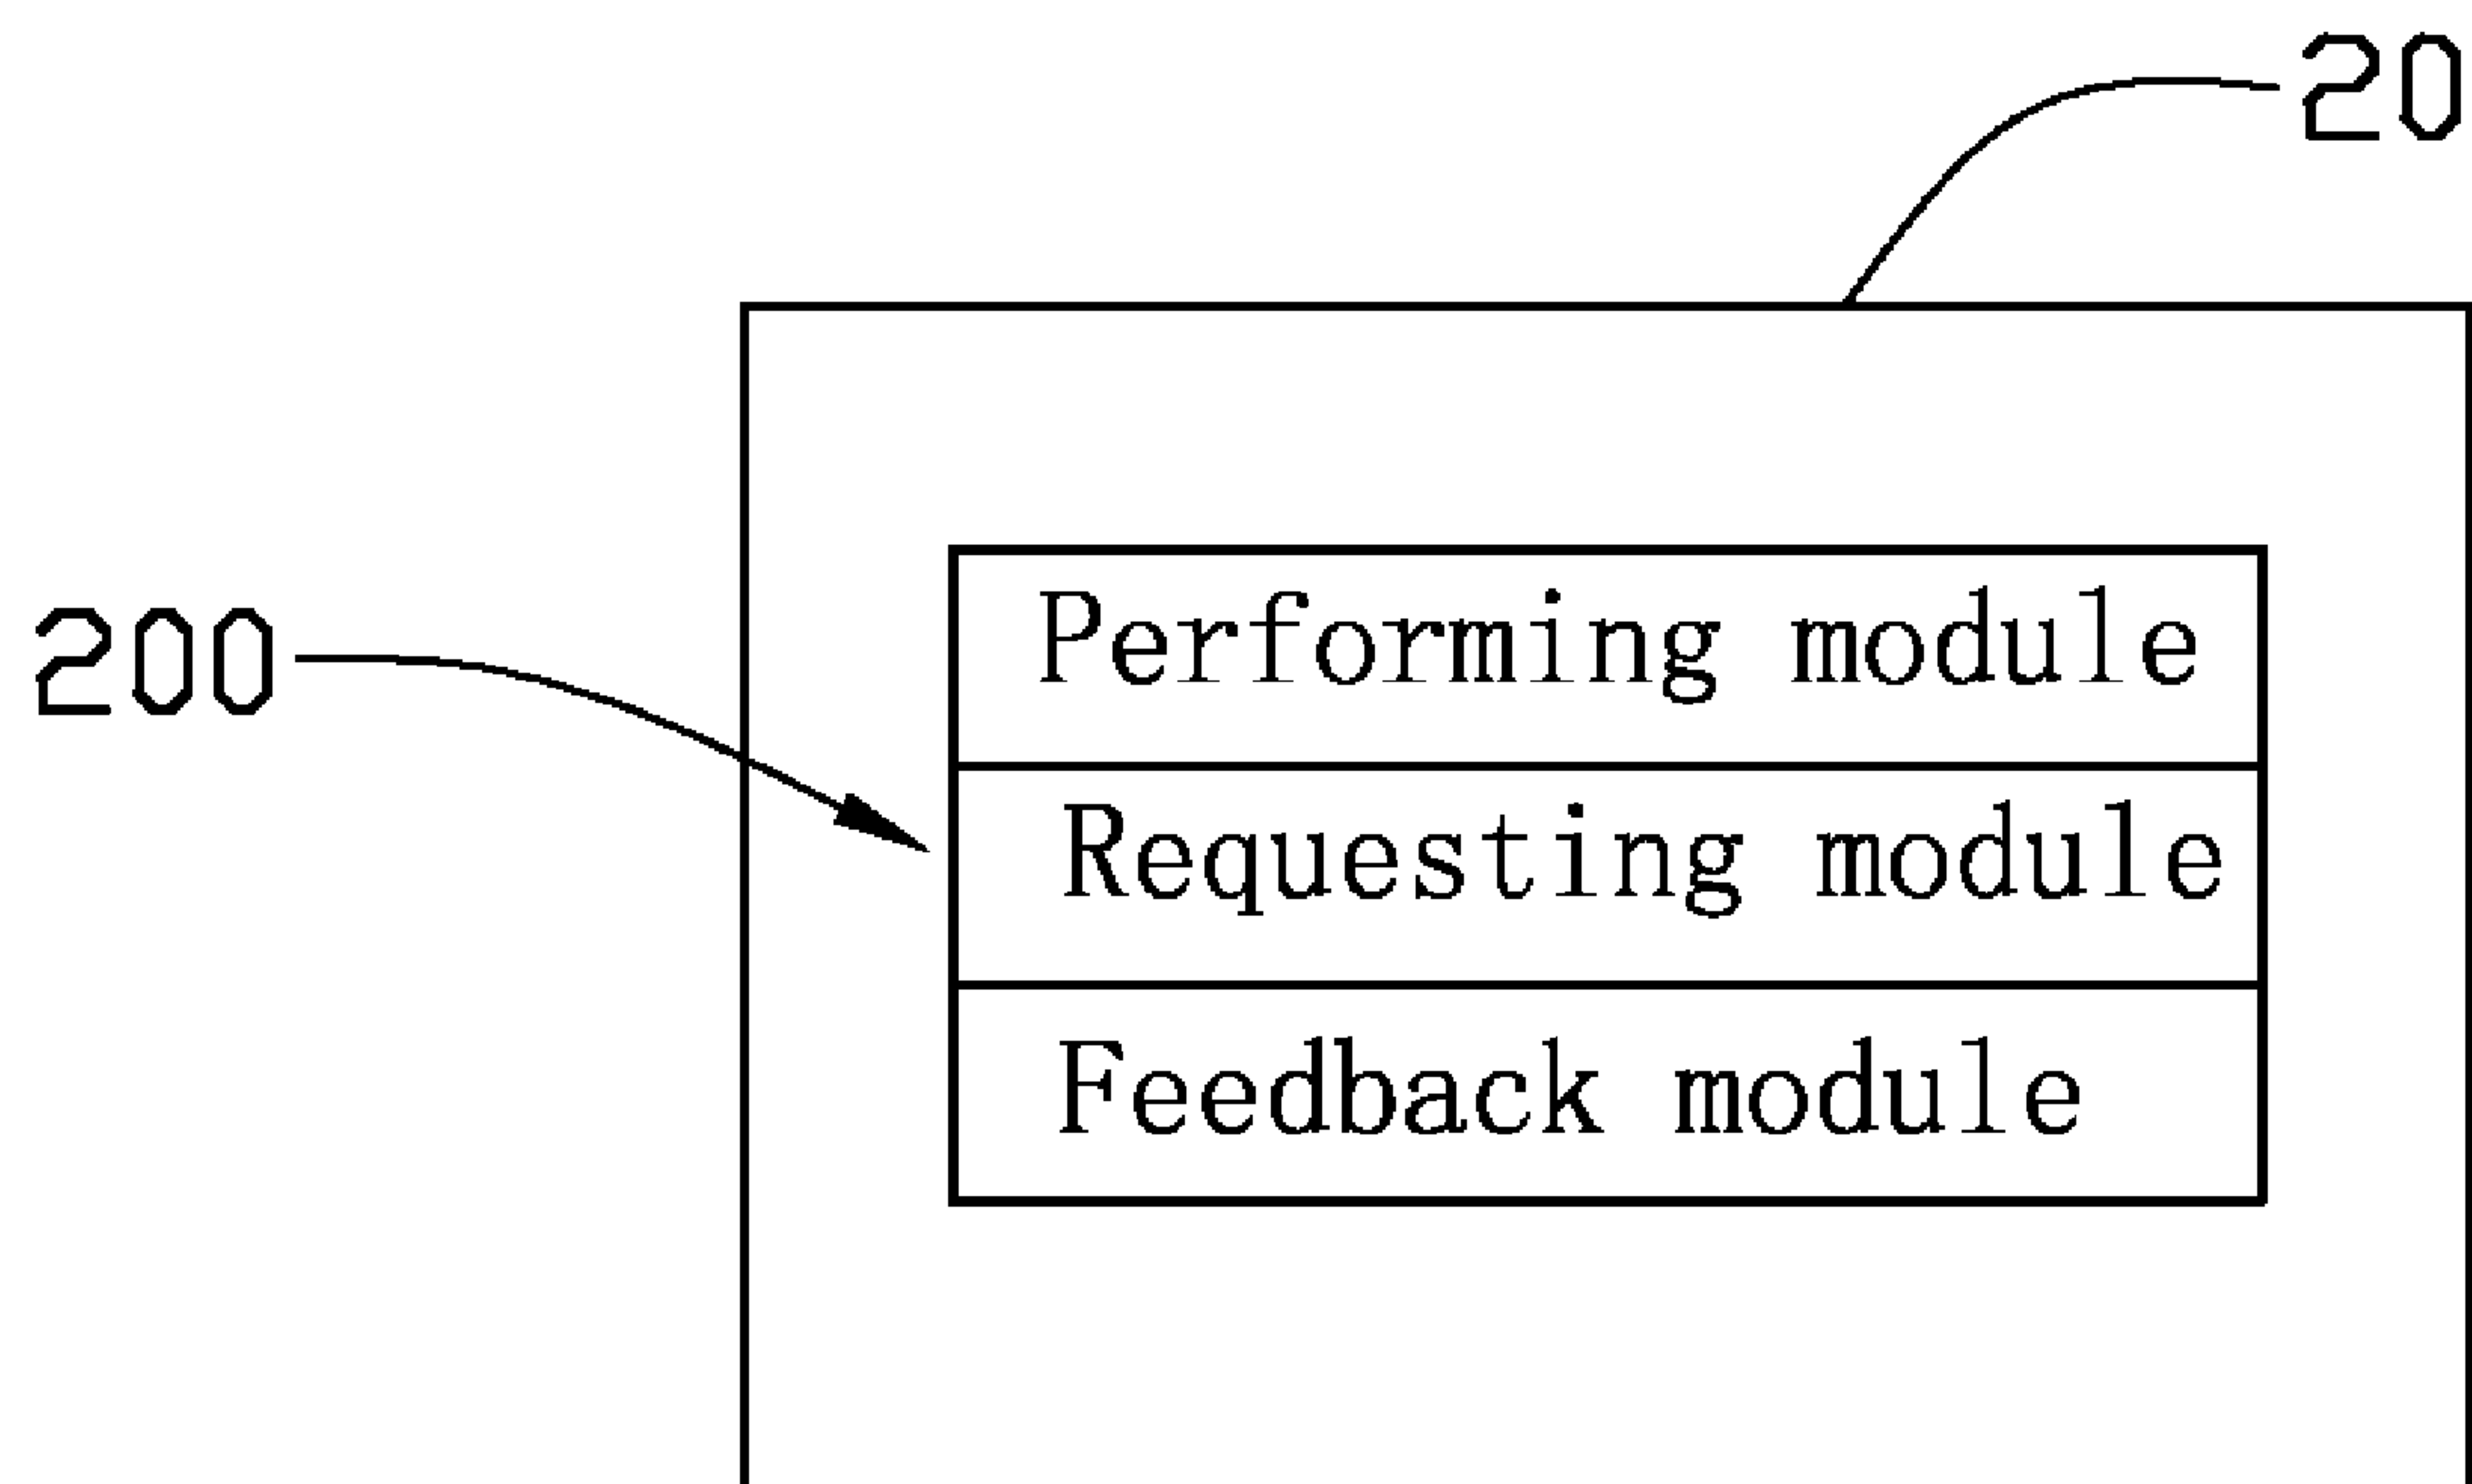 20
Performing module
200
Requesting module
Feedback module